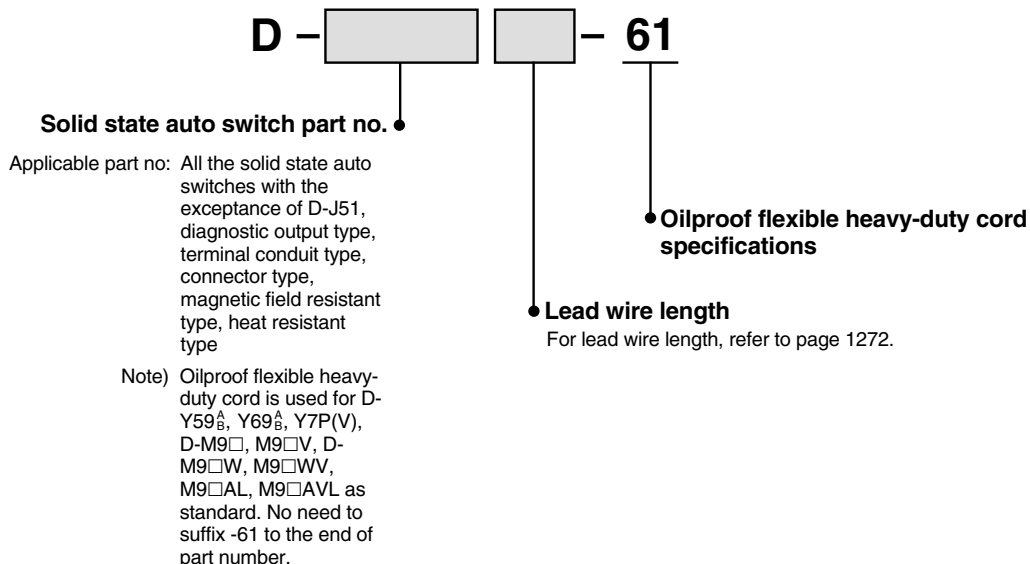 D – – 61
Solid state auto switch part no.
Applicable part no: All the solid state auto
switches with the
exceptance of D-J51,
diagnostic output type,
terminal conduit type,
connector type,
magnetic field resistant
type, heat resistant
type
Note) Oilproof flexible heavy-
duty cord is used for D-
Y59A/B, Y69A/B, Y7P(V),
D-M9□, M9□V, D-
M9□W, M9□WV,
M9□AL, M9□AVL as
standard. No need to
suffix -61 to the end of
part number.
Oilproof flexible heavy-duty cord
specifications
Lead wire length
For lead wire length, refer to page 1272.